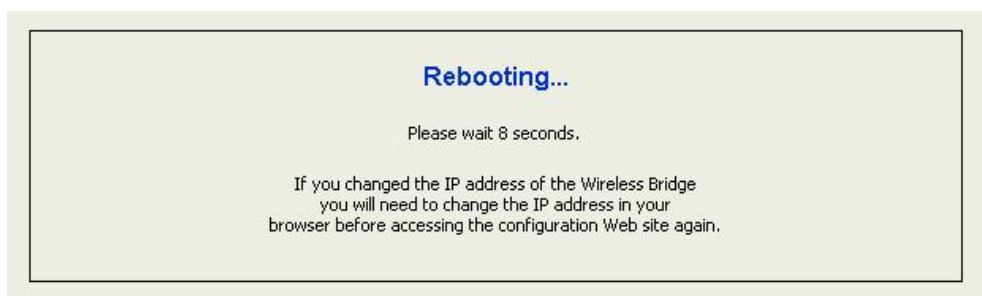 Rebooting...
Please wait 8 seconds.
If you changed the IP address of the Wireless Bridge
you will need to change the IP address in your
browser before accessing the configuration Web site again.